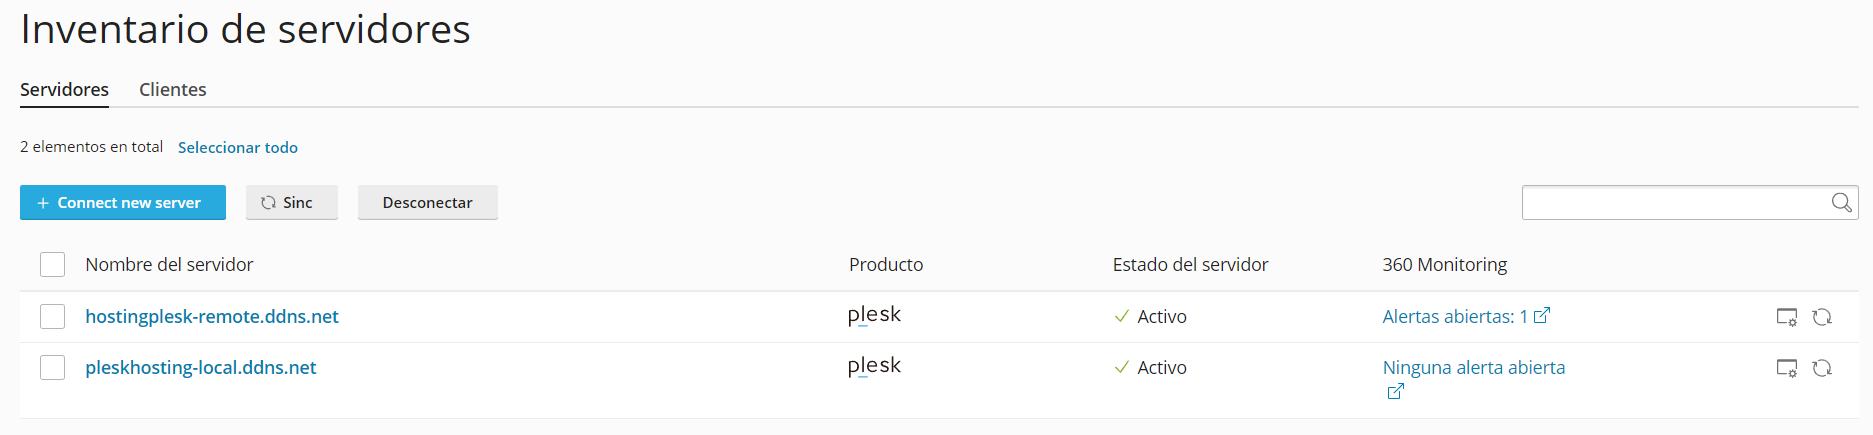 Inventario de servidores
Servidores Clientes
2 elementos en total Seleccionar todo
+ Connect new server Sinc Desconectar
Nombre del servidor Producto Estado del servidor 360 Monitoring
hostingplesk-remote.ddns.net plesk Activo Alertas abiertas: 1
pleskhosting-local.ddns.net plesk Activo Ninguna alerta abierta